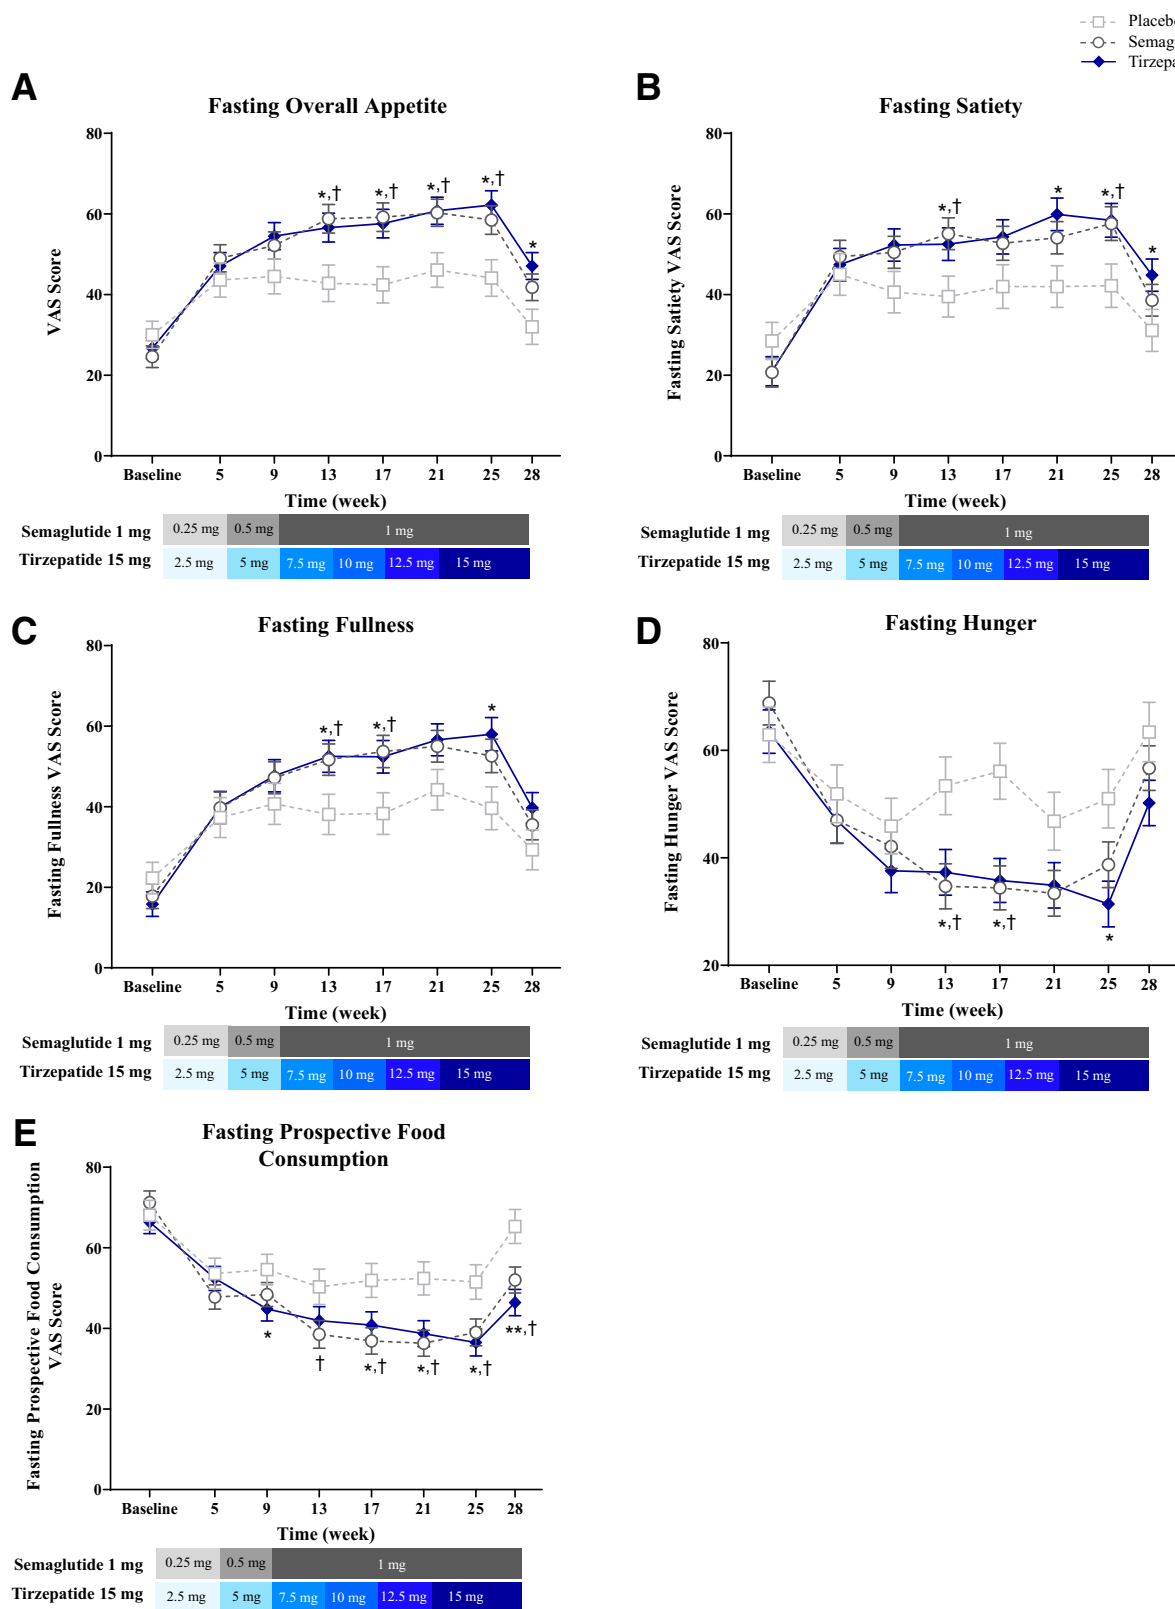 Placeb
Semag
Tirzepa
A
Fasting Overall Appetite
VAS Score
80
60
40
20
0
*,† *,† *,† *,† *
Baseline 5 9 13 17 21 25 28
Time (week)
Semaglutide 1 mg 0.25 mg 0.5 mg 1 mg
Tirzepatide 15 mg 2.5 mg 5 mg 7.5 mg 10 mg 12.5 mg 15 mg
B
Fasting Satiety
Fasting Satiety VAS Score
80
60
40
20
0
*,† * *,† *
Baseline 5 9 13 17 21 25 28
Time (week)
Semaglutide 1 mg 0.25 mg 0.5 mg 1 mg
Tirzepatide 15 mg 2.5 mg 5 mg 7.5 mg 10 mg 12.5 mg 15 mg
C
Fasting Fullness
Fasting Fullness VAS Score
80
60
40
20
0
*,† *,† *
Baseline 5 9 13 17 21 25 28
Time (week)
Semaglutide 1 mg 0.25 mg 0.5 mg 1 mg
Tirzepatide 15 mg 2.5 mg 5 mg 7.5 mg 10 mg 12.5 mg 15 mg
D
Fasting Hunger
Fasting Hunger VAS Score
80
60
40
20
*,† *,† *
Baseline 5 9 13 17 21 25 28
Time (week)
Semaglutide 1 mg 0.25 mg 0.5 mg 1 mg
Tirzepatide 15 mg 2.5 mg 5 mg 7.5 mg 10 mg 12.5 mg 15 mg
E
Fasting Prospective Food
Consumption
Fasting Prospective Food Consumption
VAS Score
80
60
40
20
0
* † *,† *,† *,† **,†
Baseline 5 9 13 17 21 25 28
Time (week)
Semaglutide 1 mg 0.25 mg 0.5 mg 1 mg
Tirzepatide 15 mg 2.5 mg 5 mg 7.5 mg 10 mg 12.5 mg 15 mg